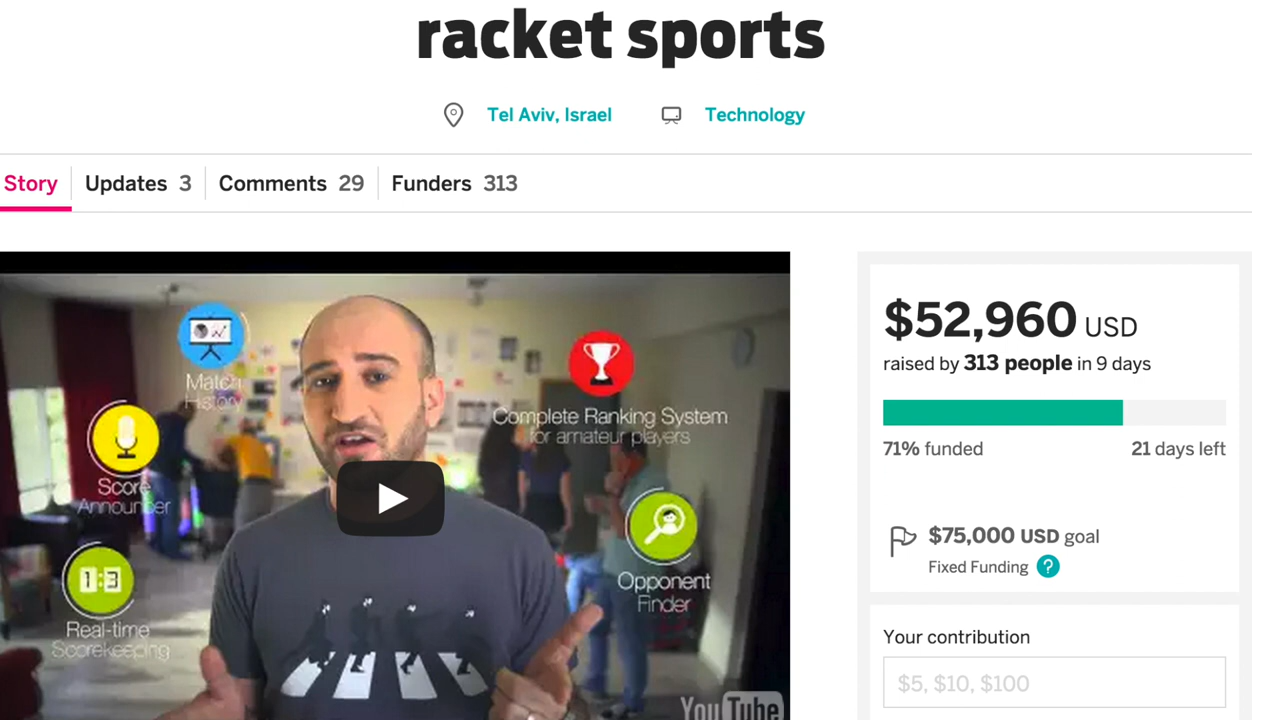 racket sports
Tel Aviv, Israel Technology
Story Updates 3 Comments 29 Funders 313
Match
History
Score
Announcer
1:3
Real-time
Scorekeeping
Complete Ranking System
for amateur players
Opponent
Finder
YouTube
$52,960 USD
raised by 313 people in 9 days
71% funded 21 days left
$75,000 USD goal
Fixed Funding ?
Your contribution
$5, $10, $100